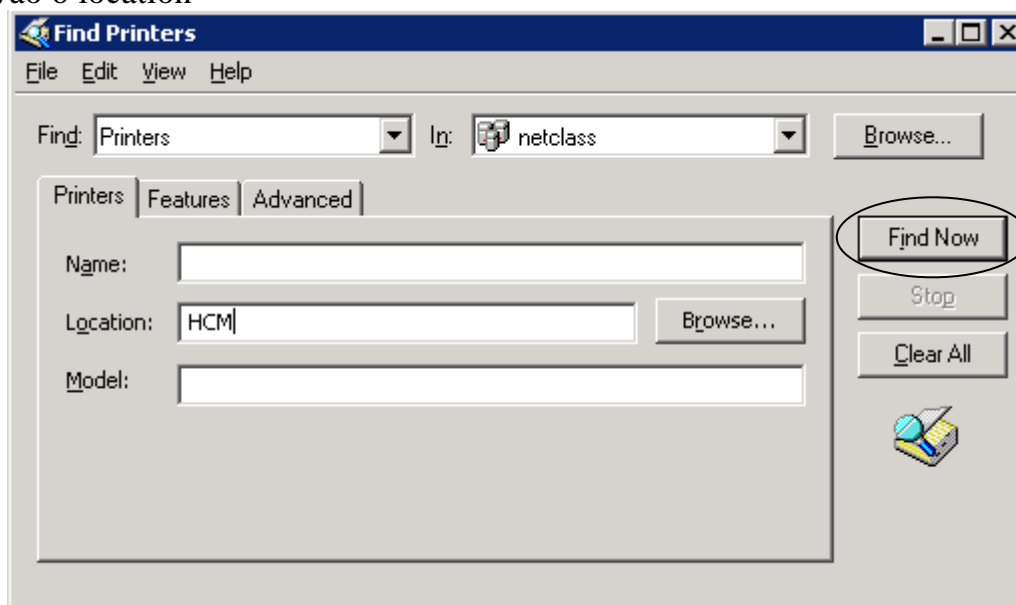 location
Find Printers
File Edit View Help
Find: Printers In: netclass Browse...
Printers Features Advanced
Name:
Location: HCM Browse...
Model:
Find Now
Stop
Clear All